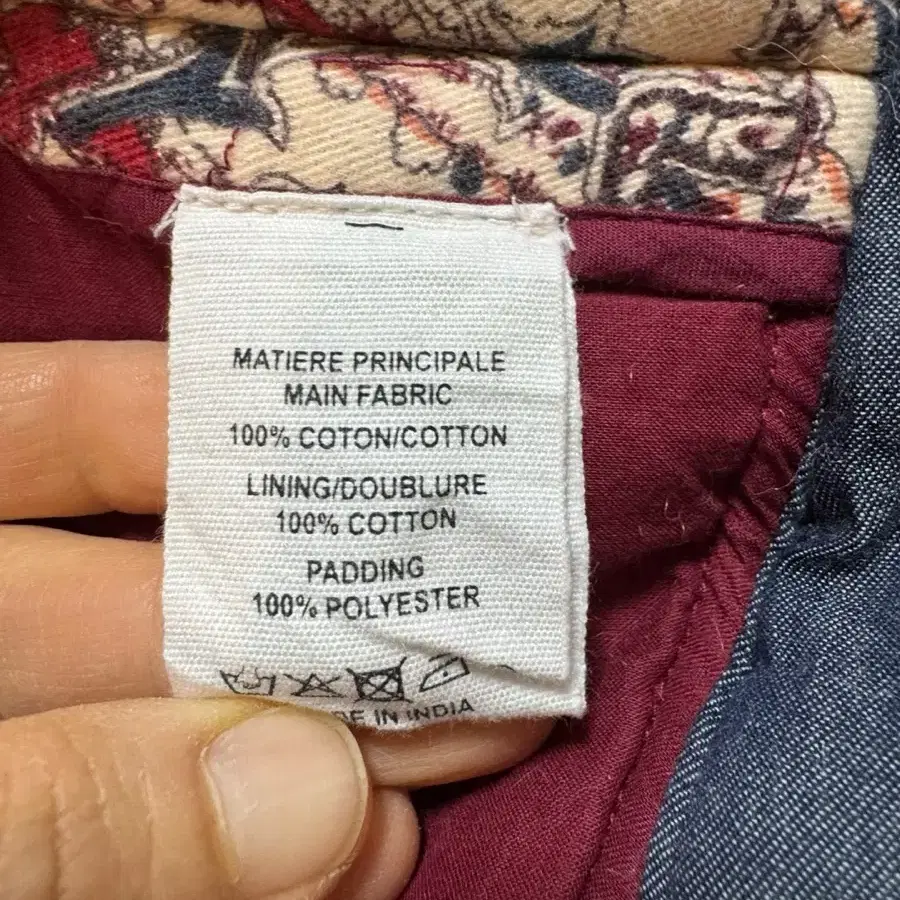 MATIERE PRINCIPALE
MAIN FABRIC
100% COTON/COTTON
LINING/DOUBLURE
100% COTTON
PADDING
100% POLYESTER
IN INDIA